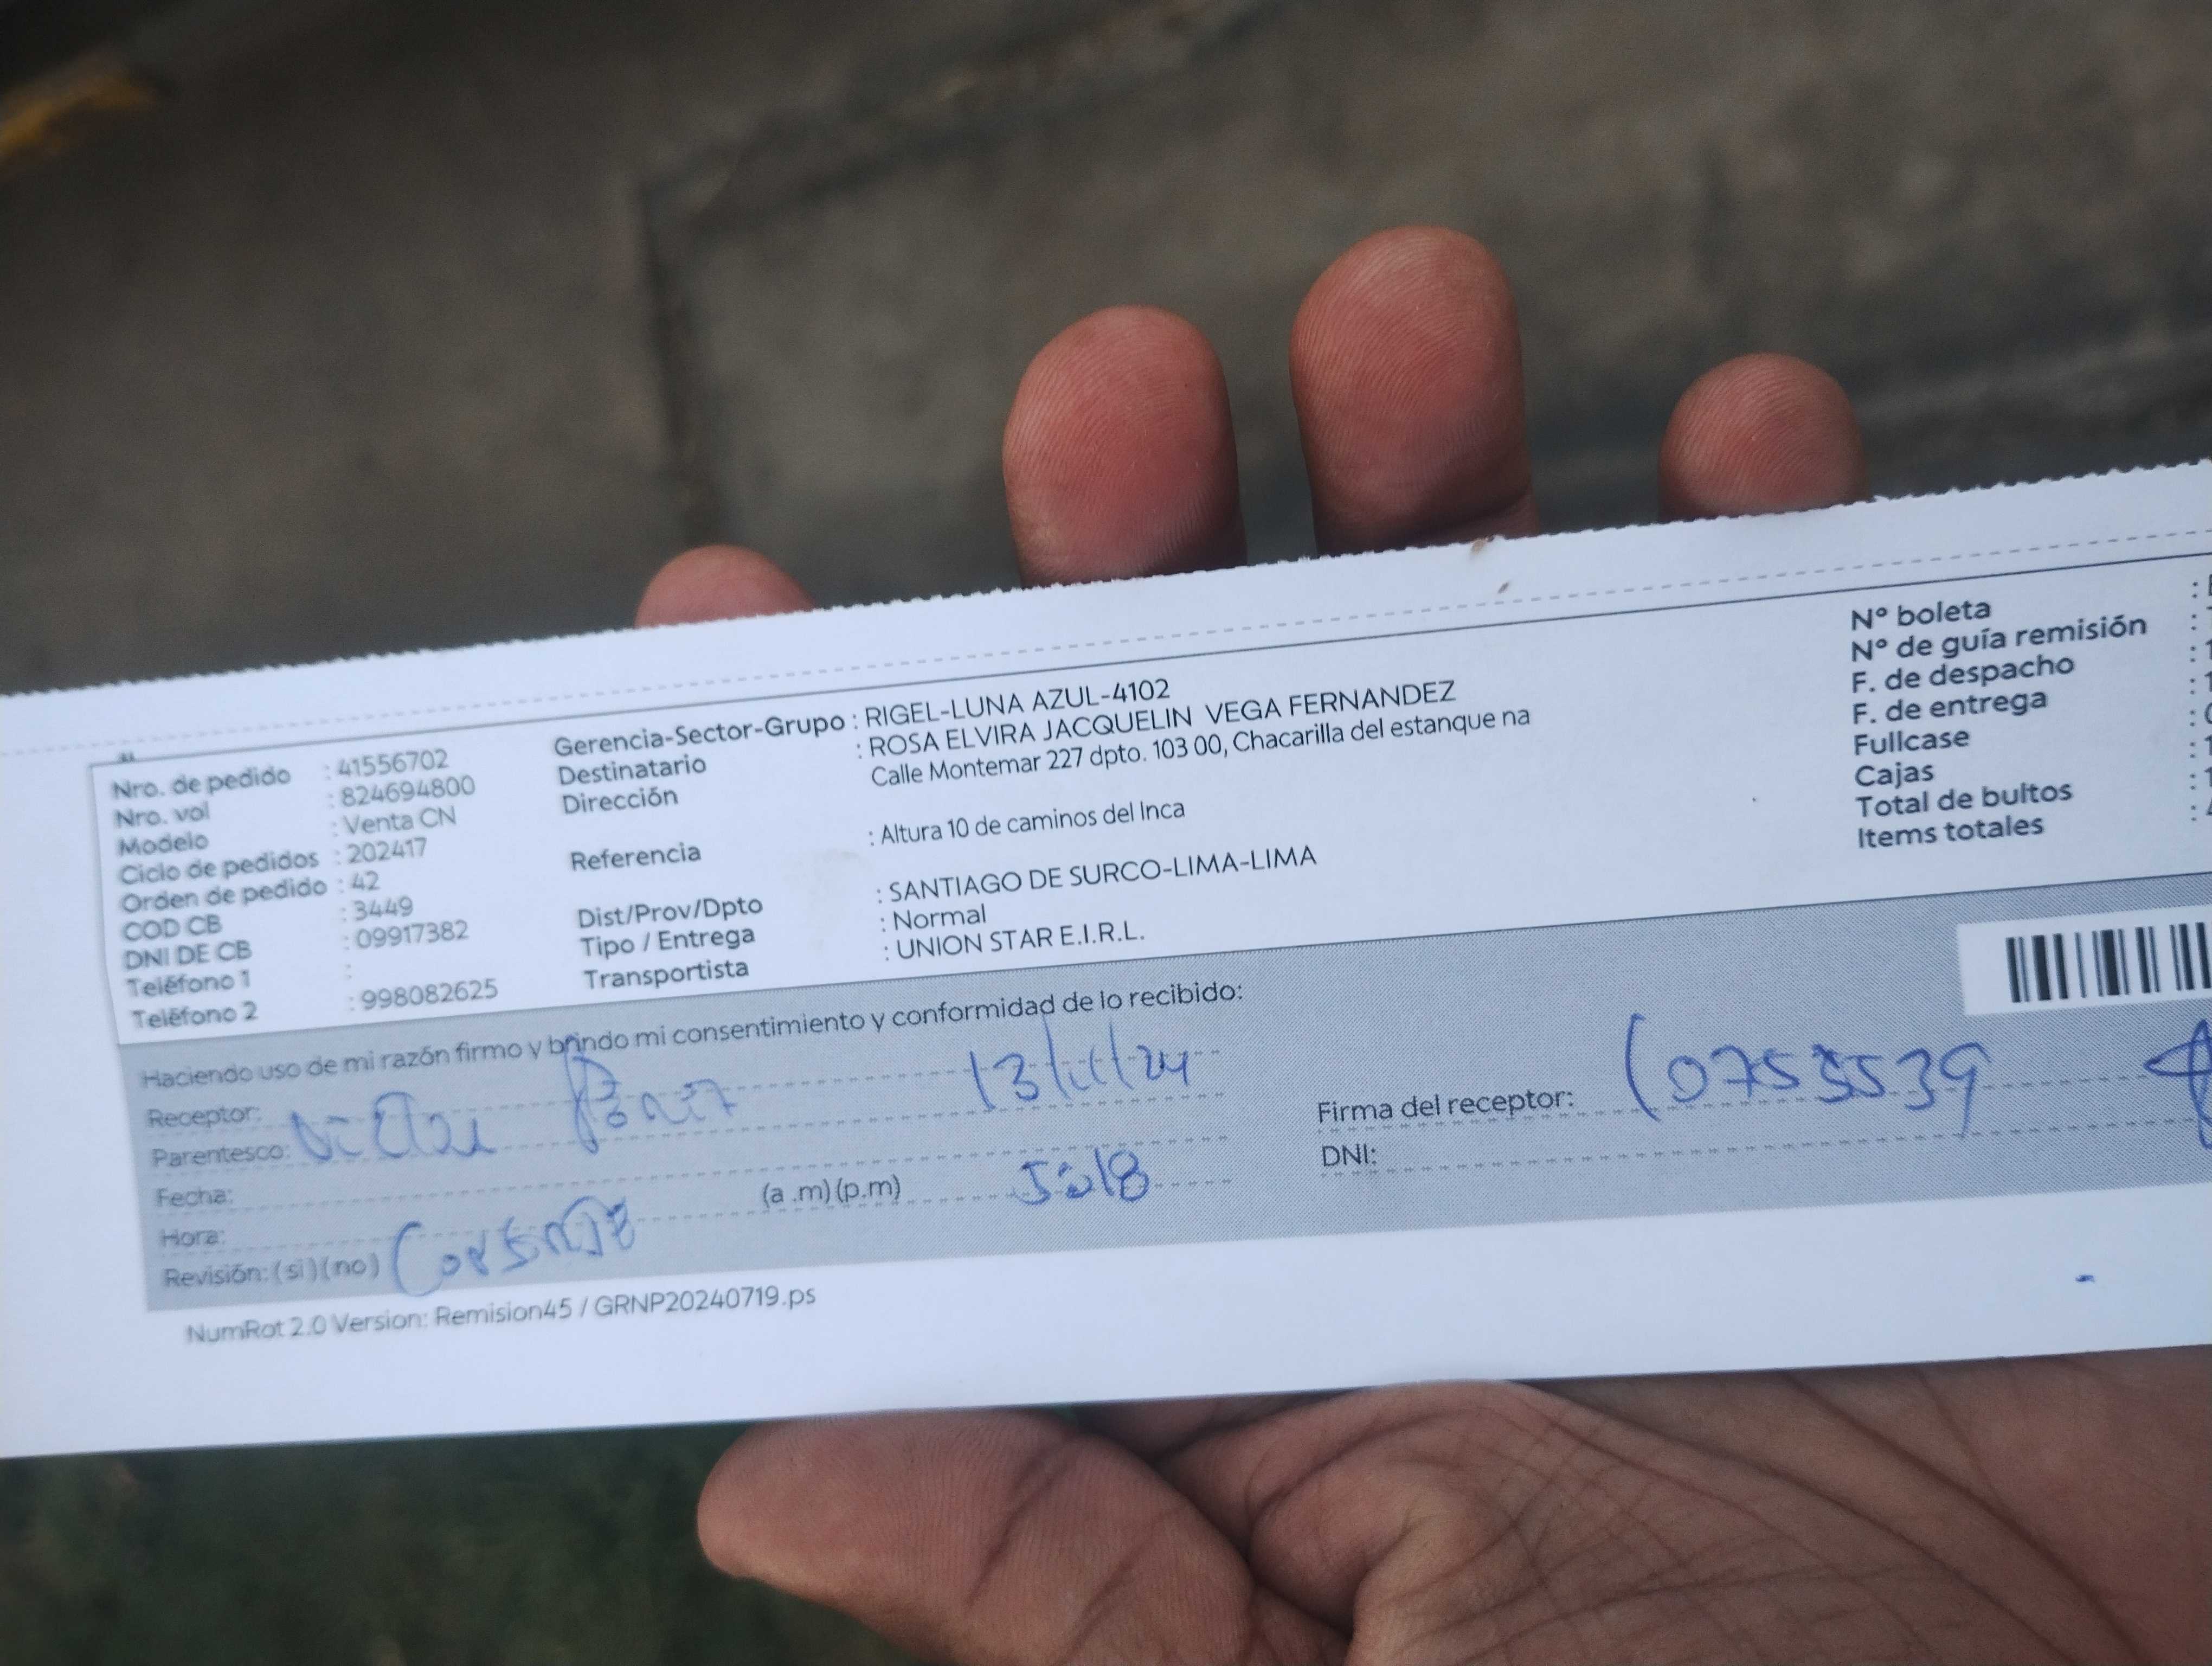 Nro. de pedido : 41556702
Nro. vol : 824694800
Modelo : Venta CN
Ciclo de pedidos : 202417
Orden de pedido : 42
COD CB : 3449
DNI DE CB : 09917382
Teléfono 1 :
Teléfono 2 : 998082625
Gerencia-Sector-Grupo : RIGEL-LUNA AZUL-4102
Destinatario : ROSA ELVIRA JACQUELIN VEGA FERNANDEZ
Dirección Calle Montemar 227 dpto. 103 00, Chacarilla del estanque na
Referencia : Altura 10 de caminos del Inca
Dist/Prov/Dpto : SANTIAGO DE SURCO-LIMA-LIMA
Tipo / Entrega : Normal
Transportista : UNION STAR E.I.R.L.
Nº boleta :
Nº de guía remisión :
F. de despacho : 1
F. de entrega : 1
Fullcase :
Cajas : 1
Total de bultos : 1
Items totales :
Haciendo uso de mi razón firmo y brindo mi consentimiento y conformidad de lo recibido:
Receptor:
Parentesco:
13/11/24
Fecha:
Hora: (a .m) (p.m)
Revisión: ( si ) ( no )
Firma del receptor:
DNI:
NumRot 2.0 Version: Remision45 / GRNP20240719.ps